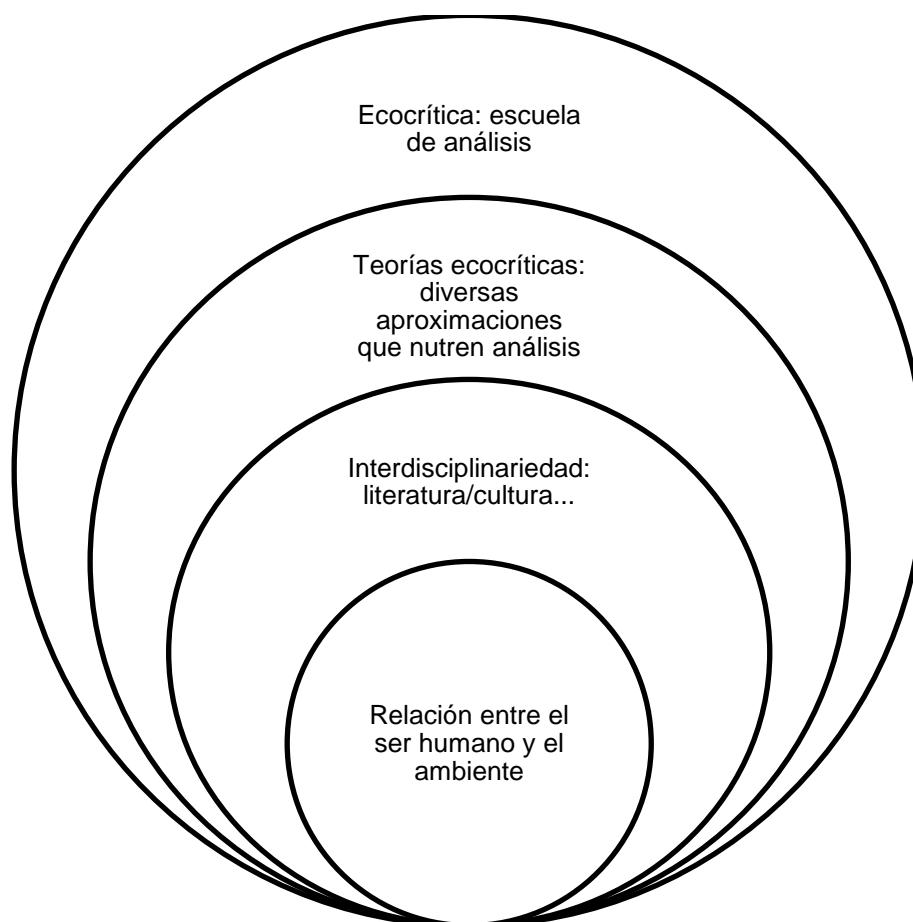 Ecocrítica: escuela
de análisis
Teorías ecocríticas:
diversas
aproximaciones
que nutren análisis
Interdisciplinariedad:
literatura/cultura...
Relación entre el
ser humano y el
ambiente